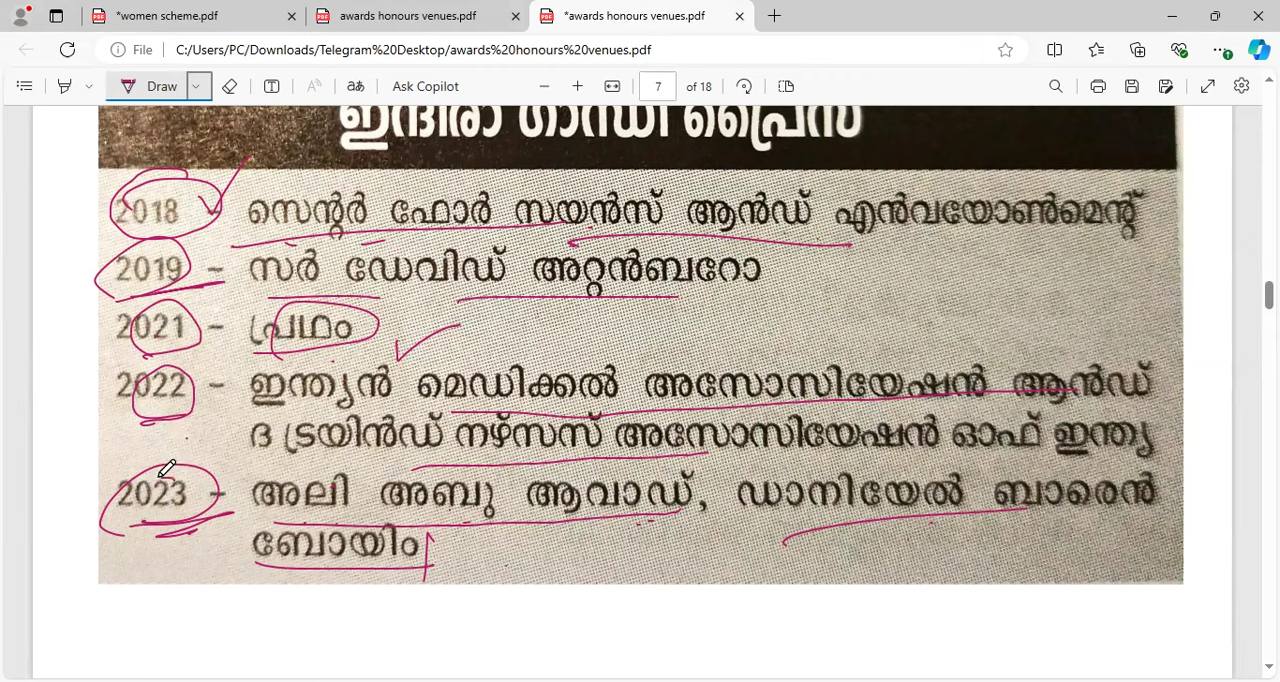 *women scheme.pdf
awards honours venues.pdf
*awards honours venues.pdf
File C:/Users/PC/Downloads/Telegram%20Desktop/awards%20honours%20venues.pdf
Draw aあ Ask Copilot 7 of 18
ഇന്ദിരാ ഗാന്ധി പ്രൈസ്
2018 - സെന്റർ ഫോർ സയൻസ് ആൻഡ് എൻവയോൺമെന്റ്
2019 - സർ ഡേവിഡ് അറ്റൻബറോ
2021 - പ്രഥം
2022 - ഇന്ത്യൻ മെഡിക്കൽ അസോസിയേഷൻ ആൻഡ്
ദ ട്രയിൻഡ് നഴ്സസ് അസോസിയേഷൻ ഓഫ് ഇന്ത്യ
2023 - അലി അബു ആവാഡ്, ഡാനിയേൽ ബാരെൻ
ബോയിം